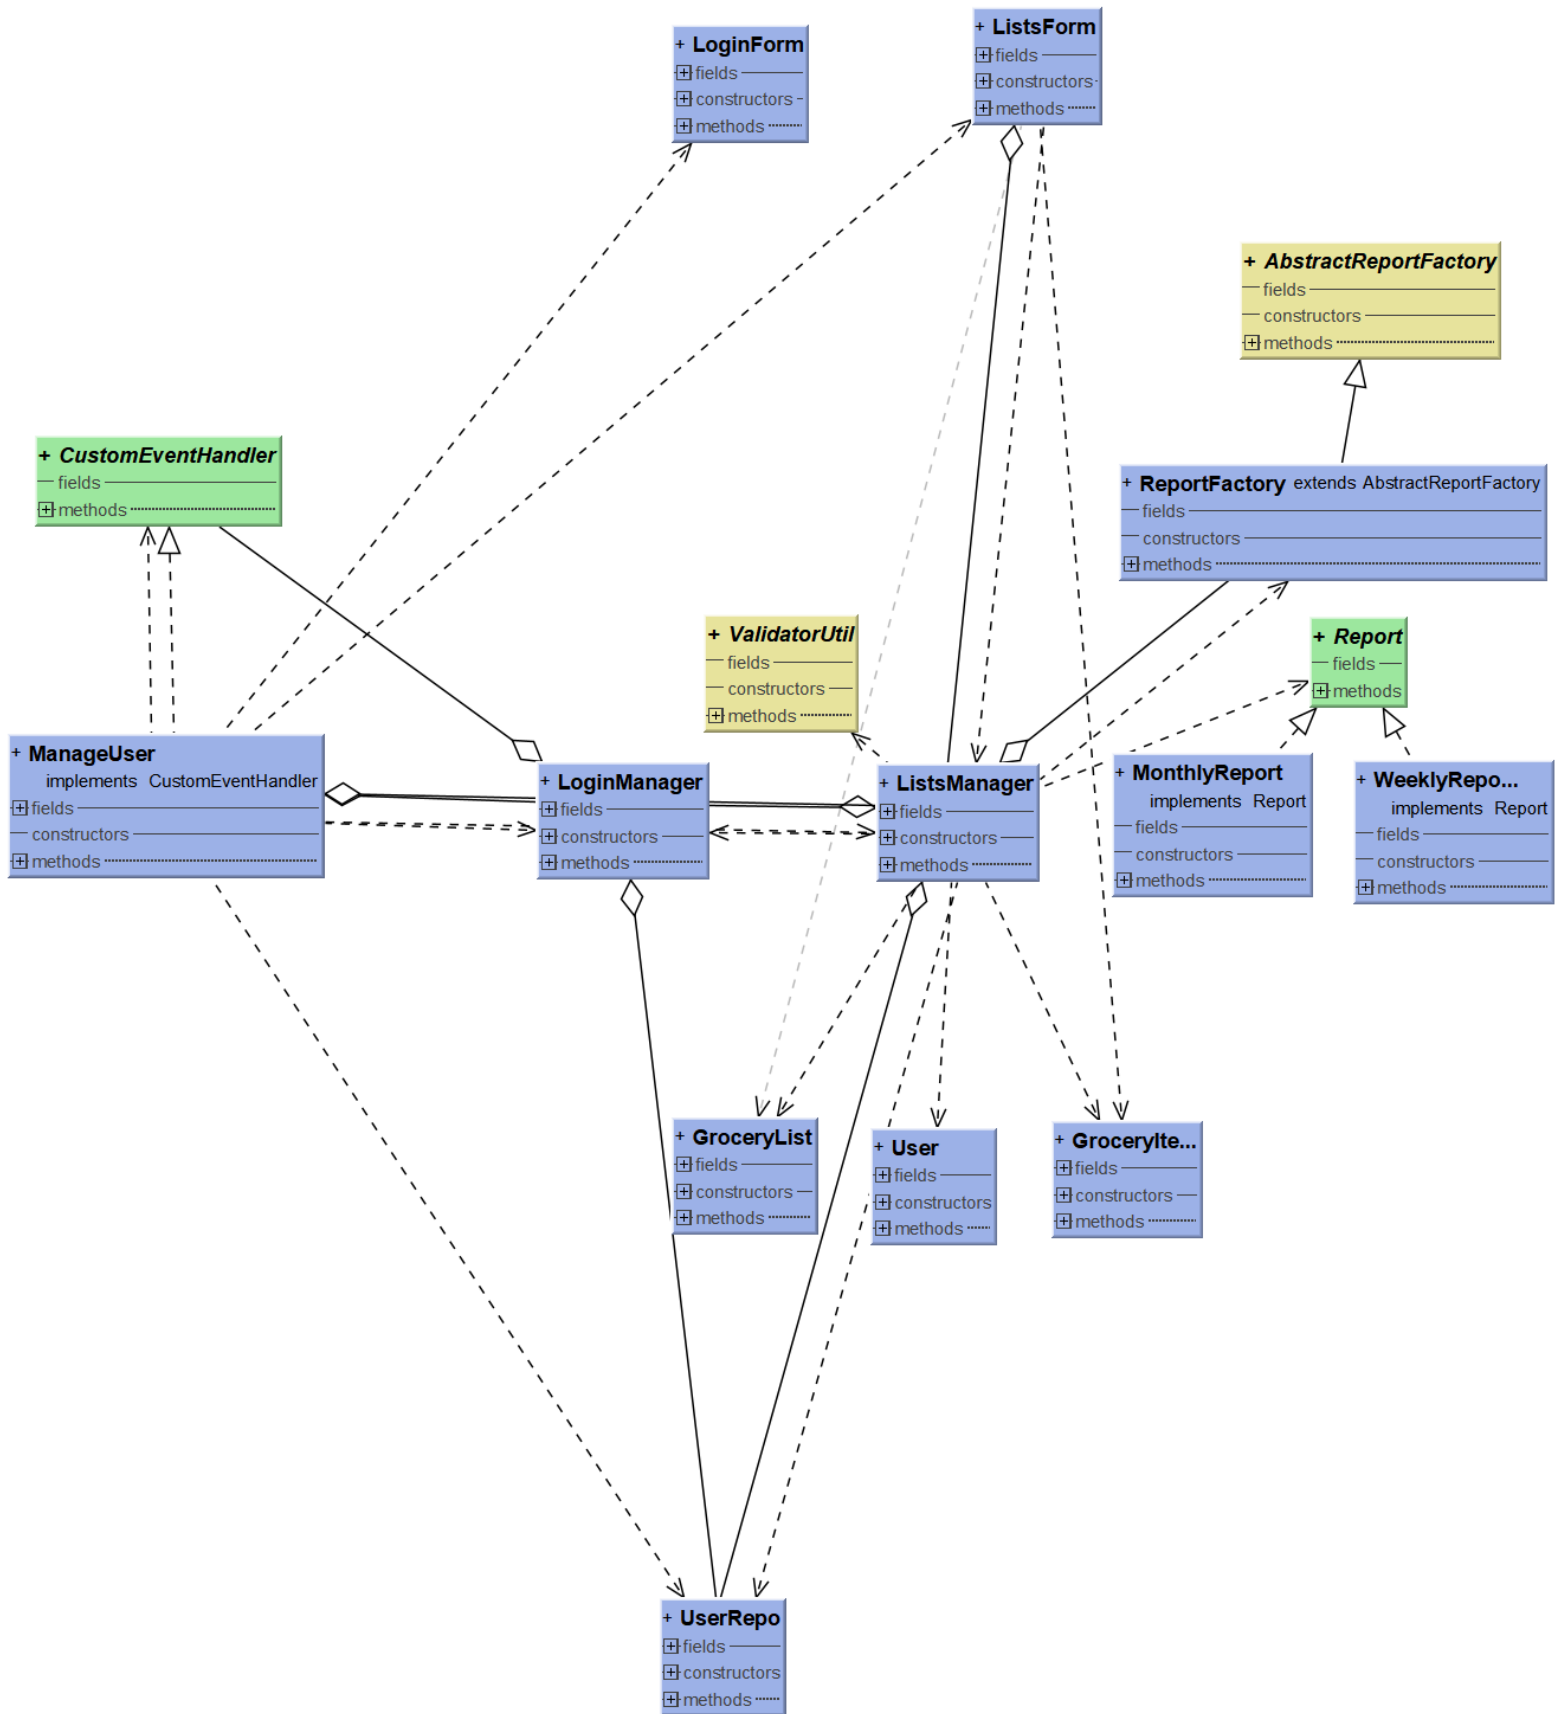 + LoginForm
fields
constructors
methods
+ ListsForm
fields
constructors
methods
+ AbstractReportFactory
fields
constructors
methods
+ CustomEventHandler
fields
methods
+ ReportFactory extends AbstractReportFactory
fields
constructors
methods
+ ValidatorUtil
fields
constructors
methods
+ Report
fields
methods
+ ManageUser
implements CustomEventHandler
fields
constructors
methods
+ LoginManager
fields
constructors
methods
+ ListsManager
fields
constructors
methods
+ MonthlyReport
implements Report
fields
constructors
methods
+ WeeklyRepo...
implements Report
fields
constructors
methods
+ GroceryList
fields
constructors
methods
+ User
fields
constructors
methods
+ GroceryIte...
fields
constructors
methods
+ UserRepo
fields
constructors
methods